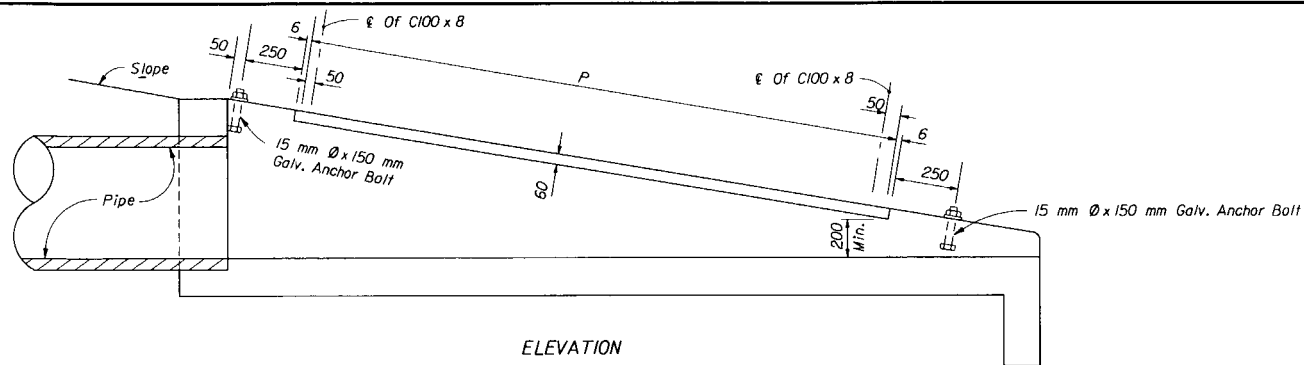 ℄ Of C100 x 8
6
50
250
Slope
50
P
℄ Of C100 x 8
50
6
15 mm Ø x 150 mm
Galv. Anchor Bolt
250
60
Pipe
15 mm Ø x 150 mm Galv. Anchor Bolt
200
Min.
ELEVATION